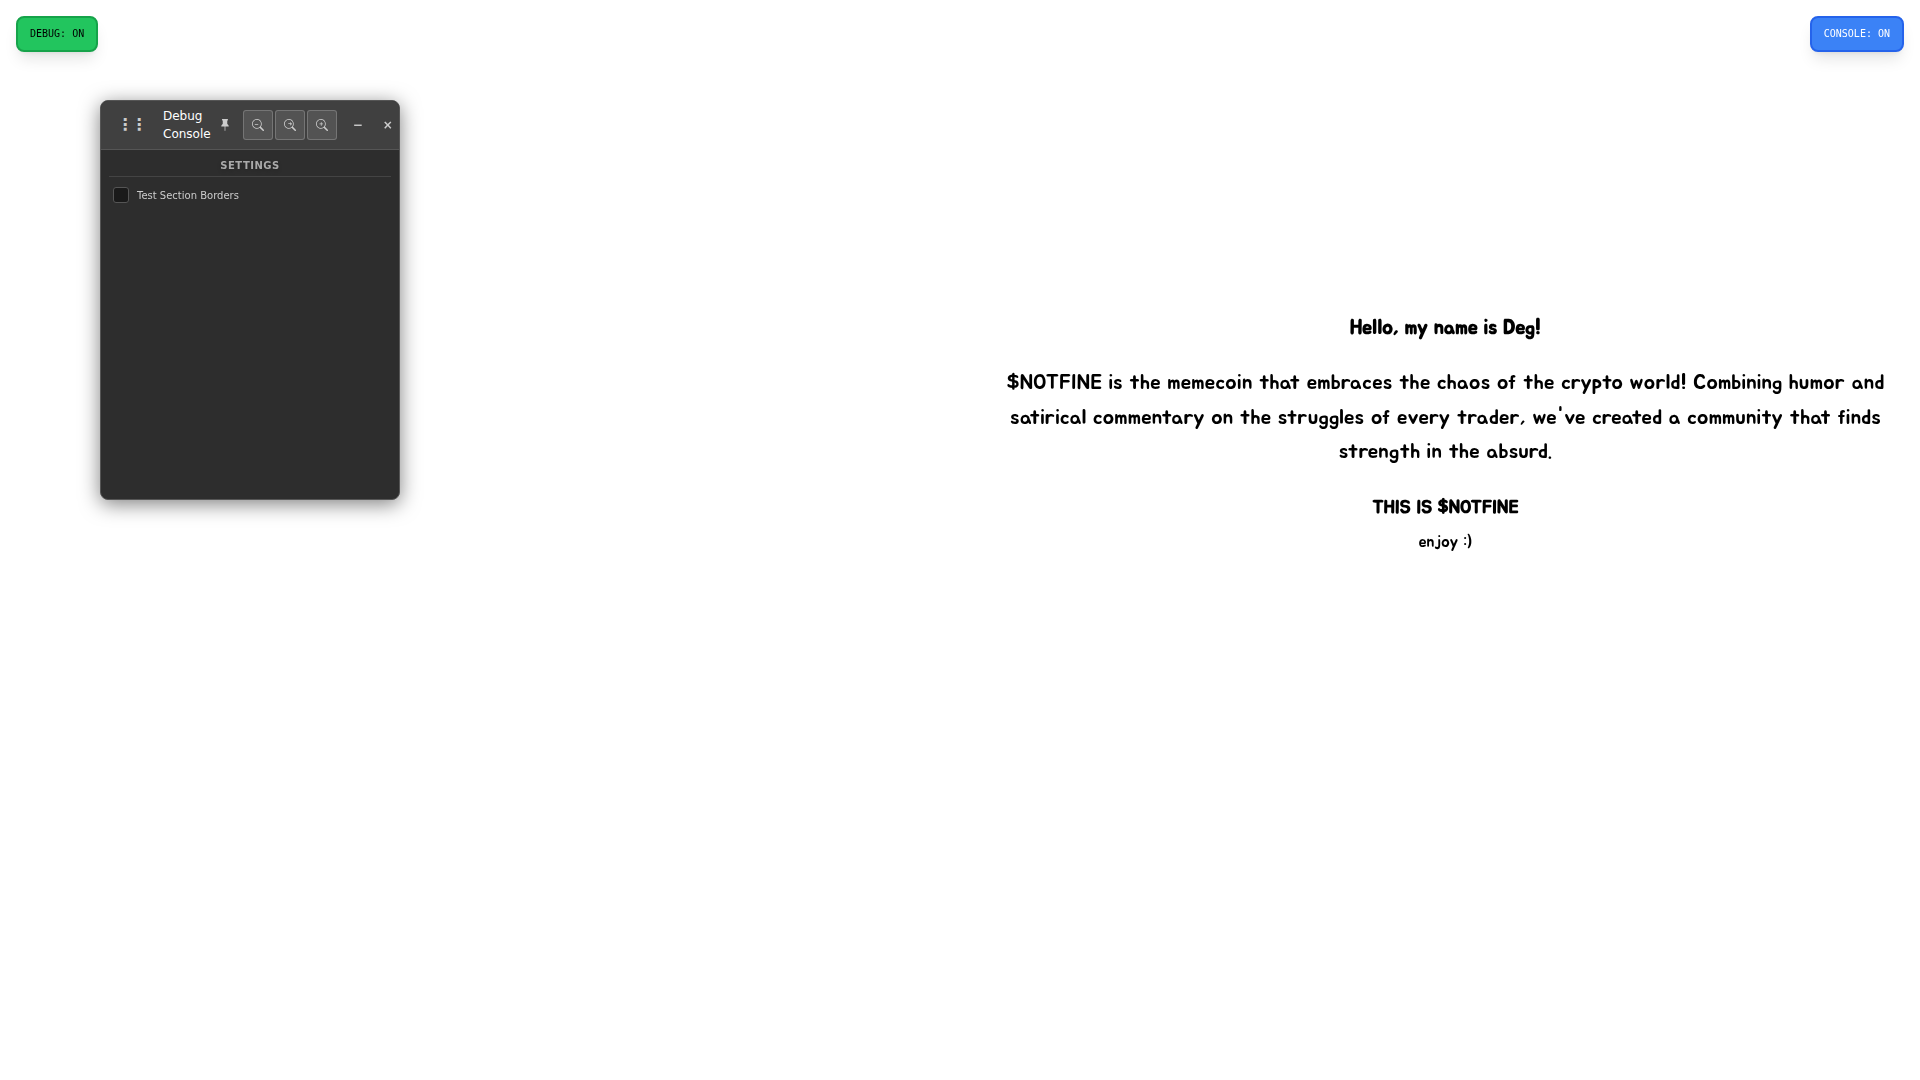 DEBUG: ON
CONSOLE: ON
Debug
Console
SETTINGS
Test Section Borders
Hello, my name is Deg!
$NOTFINE is the memecoin that embraces the chaos of the crypto world! Combining humor and
satirical commentary on the struggles of every trader, we've created a community that finds
strength in the absurd.
THIS IS $NOTFINE
enjoy :)